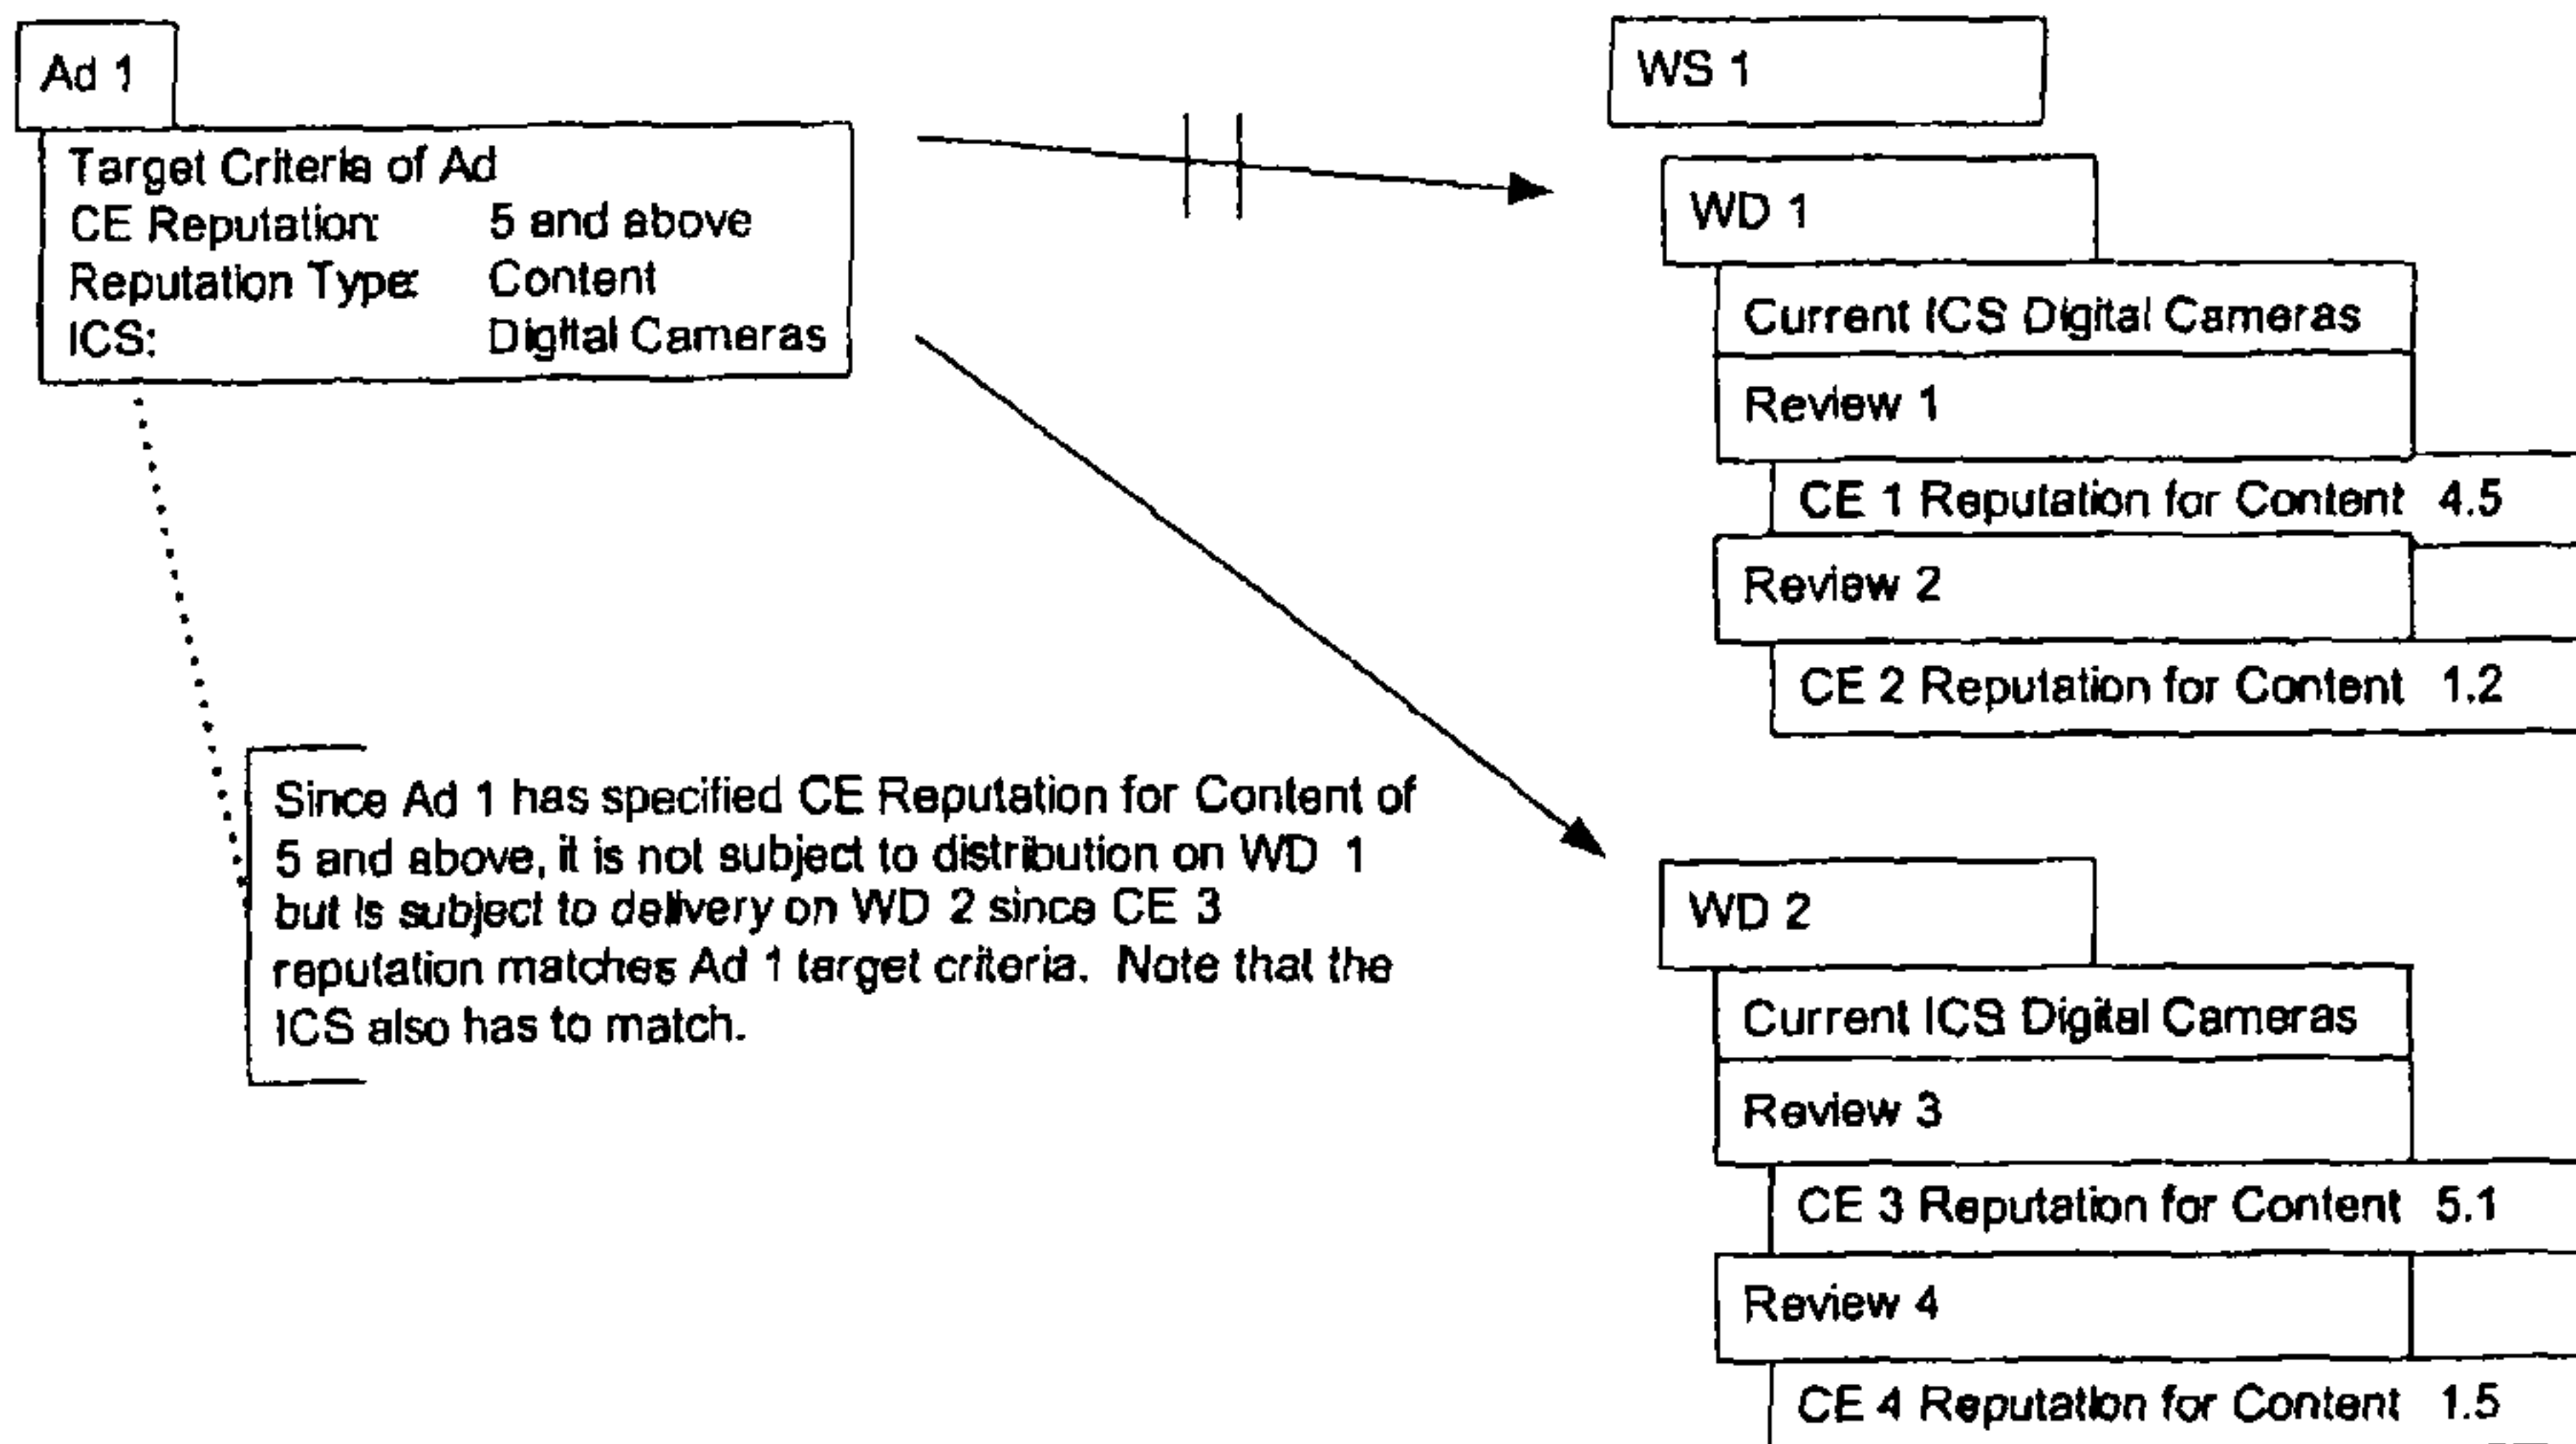 Ad 1
Target Criteria of Ad
CE Reputation: 5 and above
Reputation Type: Content
ICS: Digital Cameras
Since Ad 1 has specified CE Reputation for Content of
5 and above, it is not subject to distribution on WD 1
but is subject to delivery on WD 2 since CE 3
reputation matches Ad 1 target criteria. Note that the
ICS also has to match.
WS 1
WD 1
Current ICS Digital Cameras
Review 1
CE 1 Reputation for Content 4.5
Review 2
CE 2 Reputation for Content 1.2
WD 2
Current ICS Digital Cameras
Review 3
CE 3 Reputation for Content 5.1
Review 4
CE 4 Reputation for Content 1.5